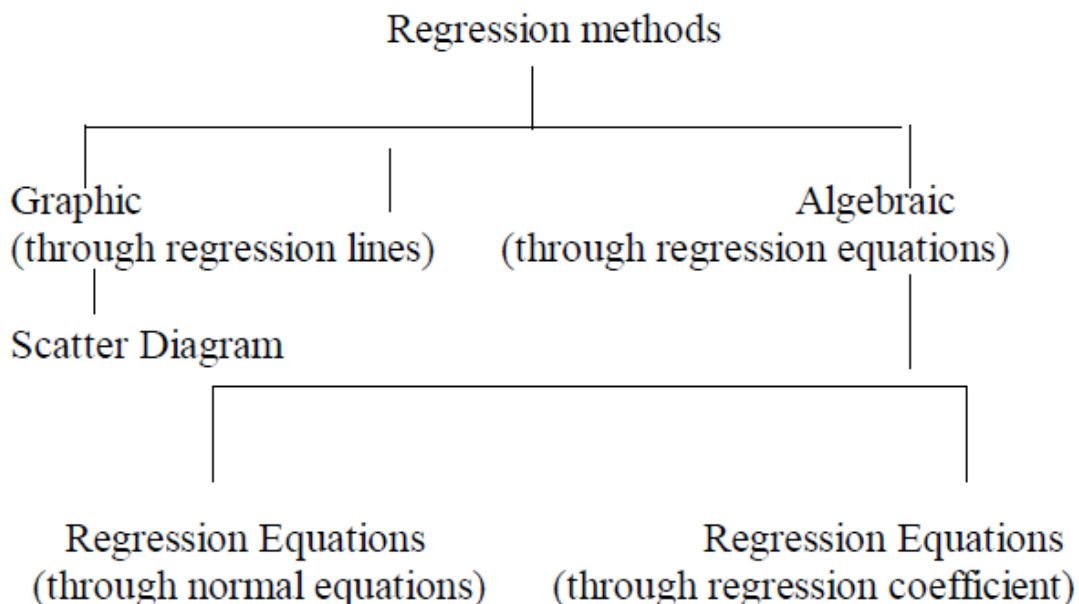 Regression methods
Graphic
(through regression lines)
Algebraic
(through regression equations)
Scatter Diagram
Regression Equations
(through normal equations)
Regression Equations
(through regression coefficient)